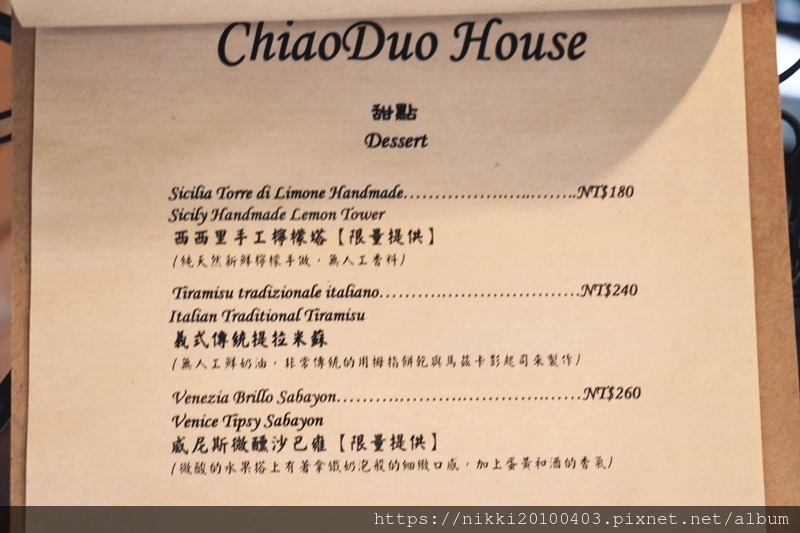 ChiaoDuo House
甜點
Dessert
Sicilia Torre di Limone Handmade……………….…..……..NT$180
Sicily Handmade Lemon Tower
西西里手工檸檬塔【限量提供】
(純天然新鮮檸檬手做，無人工香料)
Tiramisu tradizionale italiano……….…………………….NT$240
Italian Traditional Tiramisu
義式傳統提拉米蘇
(無人工鮮奶油，非常傳統的用拇指餅乾與馬茲卡彭起司來製作)
Venezia Brillo Sabayon……….……….……………….……NT$260
Venice Tipsy Sabayon
威尼斯微醺沙巴雍【限量提供】
(微酸的水果搭上有著拿鐵奶泡般的細緻口感，加上蛋黃和酒的香氣)
https://nikki20100403.pixnet.net/album